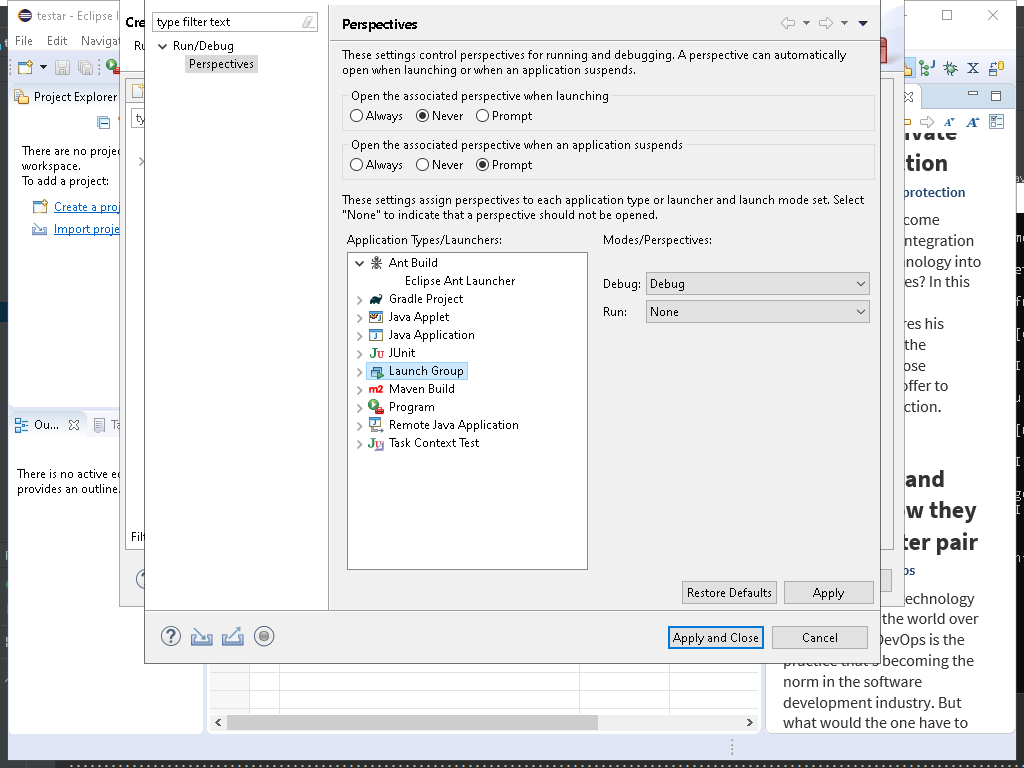 testar - Eclipse I
File Edit Navigat
Project Explorer
There are no proje
workspace.
To add a project:
Create a proj
Import proje
Ou...
Ta
There is no active ed
provides an outline.
Cre
Ru
ty
Filt
type filter text
Run/Debug
Perspectives
Perspectives
These settings control perspectives for running and debugging. A perspective can automatically
open when launching or when an application suspends.
Open the associated perspective when launching
Always Never Prompt
Open the associated perspective when an application suspends
Always Never Prompt
These settings assign perspectives to each application type or launcher and launch mode set. Select
"None" to indicate that a perspective should not be opened.
Application Types/Launchers: Modes/Perspectives:
Ant Build
Eclipse Ant Launcher
Gradle Project
Java Applet
Java Application
JUnit
Launch Group
Maven Build
Program
Remote Java Application
Task Context Test
Debug: Debug
Run: None
Restore Defaults Apply
Apply and Close Cancel
ivate
tion
protection
come
ntegration
nology into
es? In this
res his
the
ose
offer to
ction.
and
w they
ter pair
ps
echnology
the world over
DevOps is the
practice that's becoming the
norm in the software
development industry. But
what would the one have to